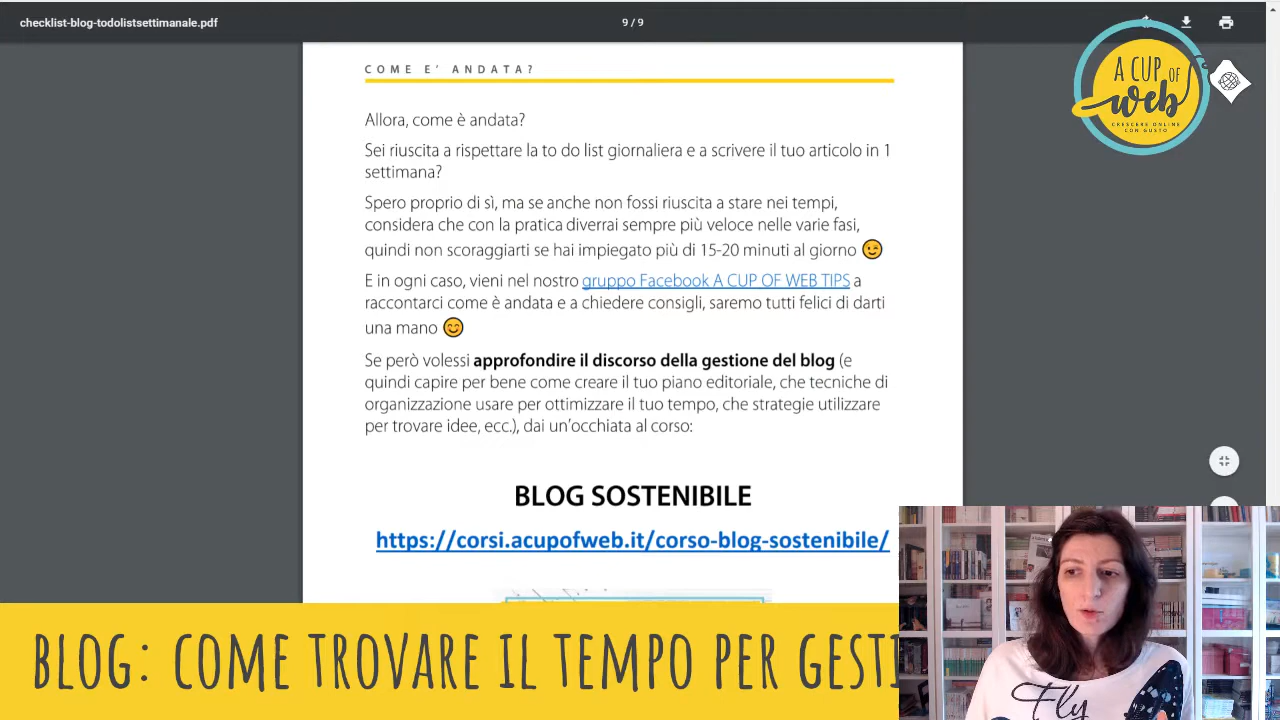 checklist-blog-todolistsettimanale.pdf
9 / 9
A CUP OF
web
CRESCERE ONLINE
CON GUSTO
COME E' ANDATA?
Allora, come è andata?
Sei riuscita a rispettare la to do list giornaliera e a scrivere il tuo articolo in 1
settimana?
Spero proprio di sì, ma se anche non fossi riuscita a stare nei tempi,
considera che con la pratica diverrai sempre più veloce nelle varie fasi,
quindi non scoraggiarti se hai impiegato più di 15-20 minuti al giorno 😉
E in ogni caso, vieni nel nostro gruppo Facebook A CUP OF WEB TIPS a
raccontarci come è andata e a chiedere consigli, saremo tutti felici di darti
una mano 😊
Se però volessi approfondire il discorso della gestione del blog (e
quindi capire per bene come creare il tuo piano editoriale, che tecniche di
organizzazione usare per ottimizzare il tuo tempo, che strategie utilizzare
per trovare idee, ecc.), dai un'occhiata al corso:
BLOG SOSTENIBILE
https://corsi.acupofweb.it/corso-blog-sostenibile/
BLOG: COME TROVARE IL TEMPO PER GESTI
Fly